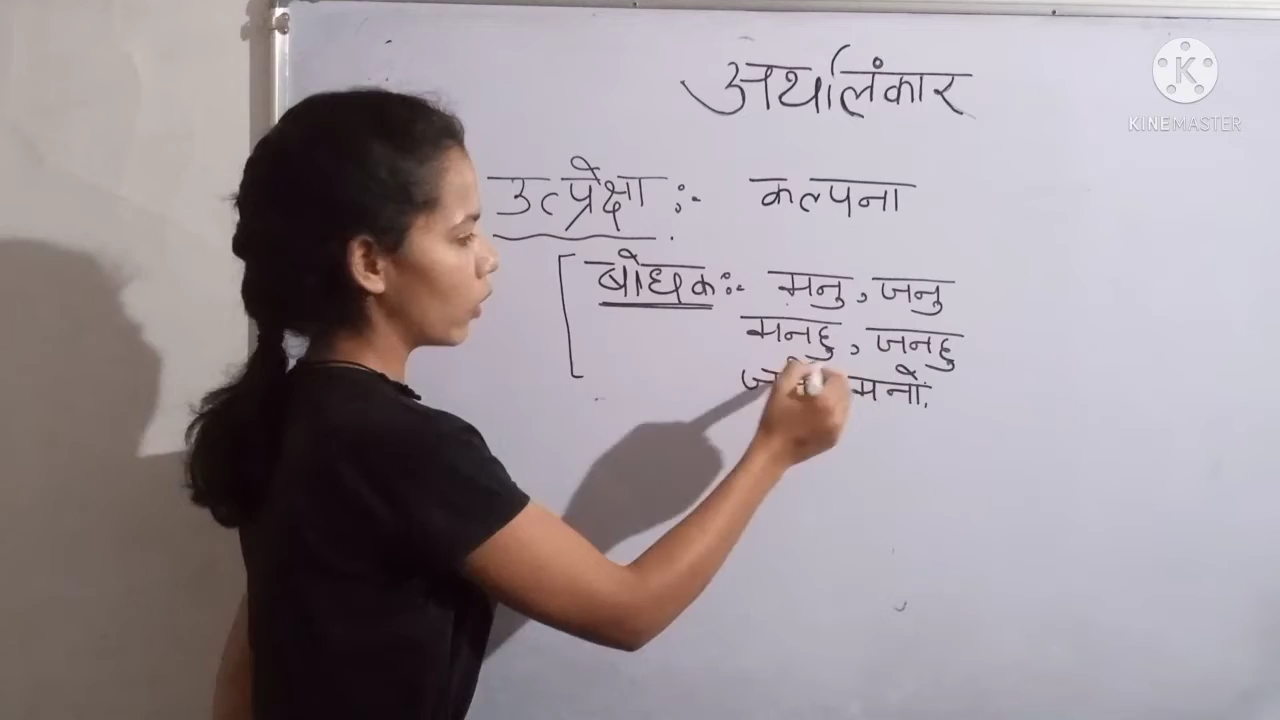 अर्थालंकार
KINEMASTER
उत्प्रेक्षा :- कल्पना
बोधक :- मनु, जनु
मनहु, जनहु
मनों.